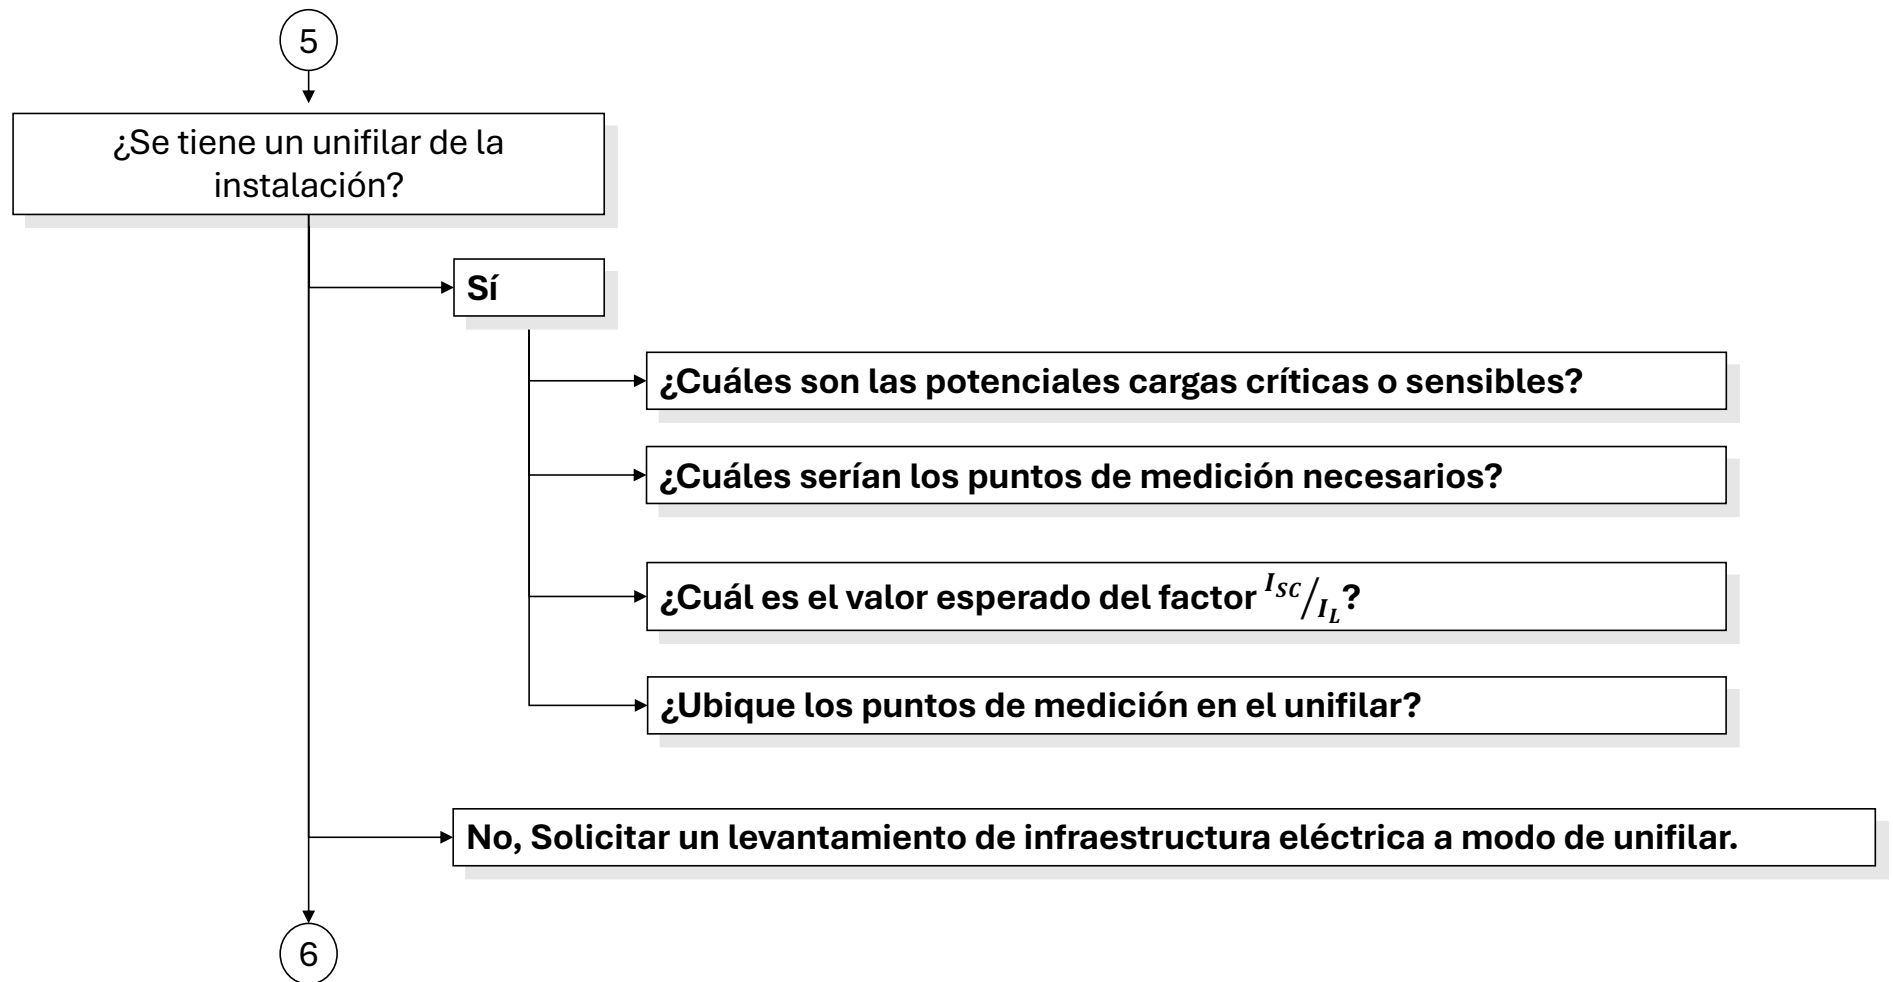 5
¿Se tiene un unifilar de la
instalación?
Sí
¿Cuáles son las potenciales cargas críticas o sensibles?
¿Cuáles serían los puntos de medición necesarios?
¿Cuál es el valor esperado del factor I_SC/I_L?
¿Ubique los puntos de medición en el unifilar?
No, Solicitar un levantamiento de infraestructura eléctrica a modo de unifilar.
6